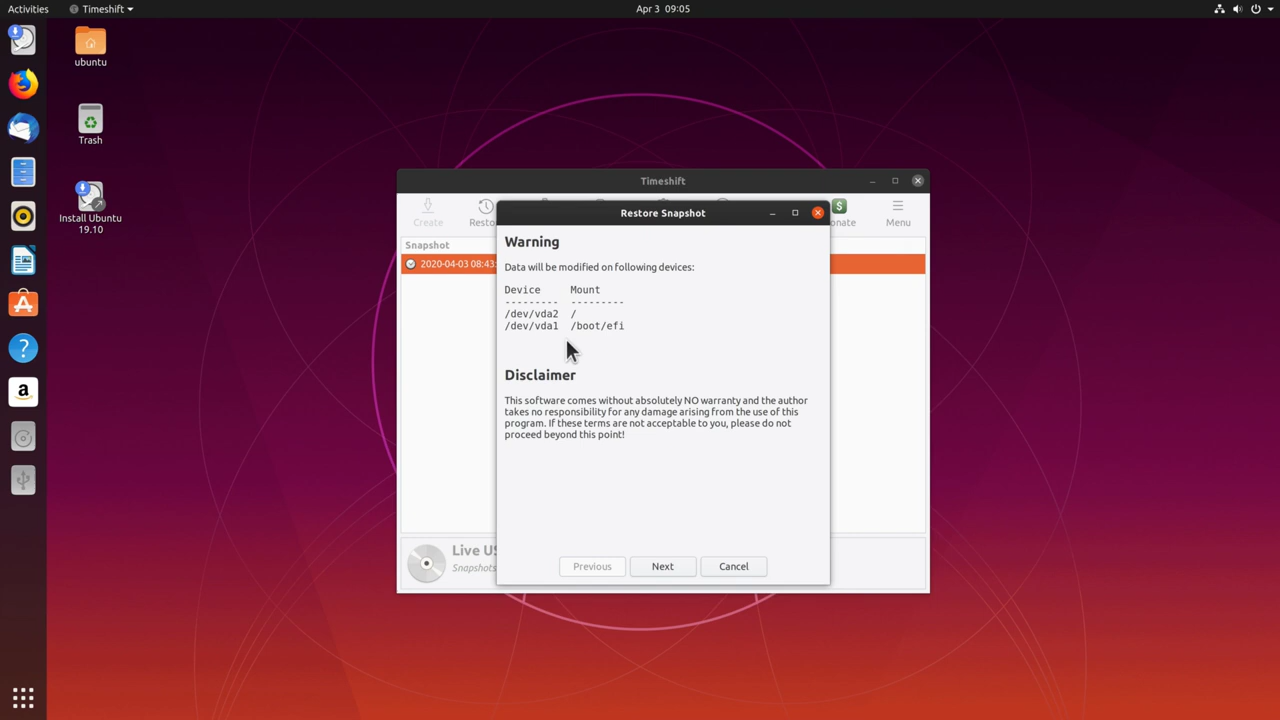 Activities
Timeshift
Apr 3 09:05
ubuntu
Trash
Install Ubuntu
19.10
Timeshift
Create
Resto
onate
Menu
Snapshot
2020-04-03 08:43:
Live US
Snapshots
Restore Snapshot
Warning
Data will be modified on following devices:
Device Mount
--------- ---------
/dev/vda2 /
/dev/vda1 /boot/efi
Disclaimer
This software comes without absolutely NO warranty and the author
takes no responsibility for any damage arising from the use of this
program. If these terms are not acceptable to you, please do not
proceed beyond this point!
Previous
Next
Cancel